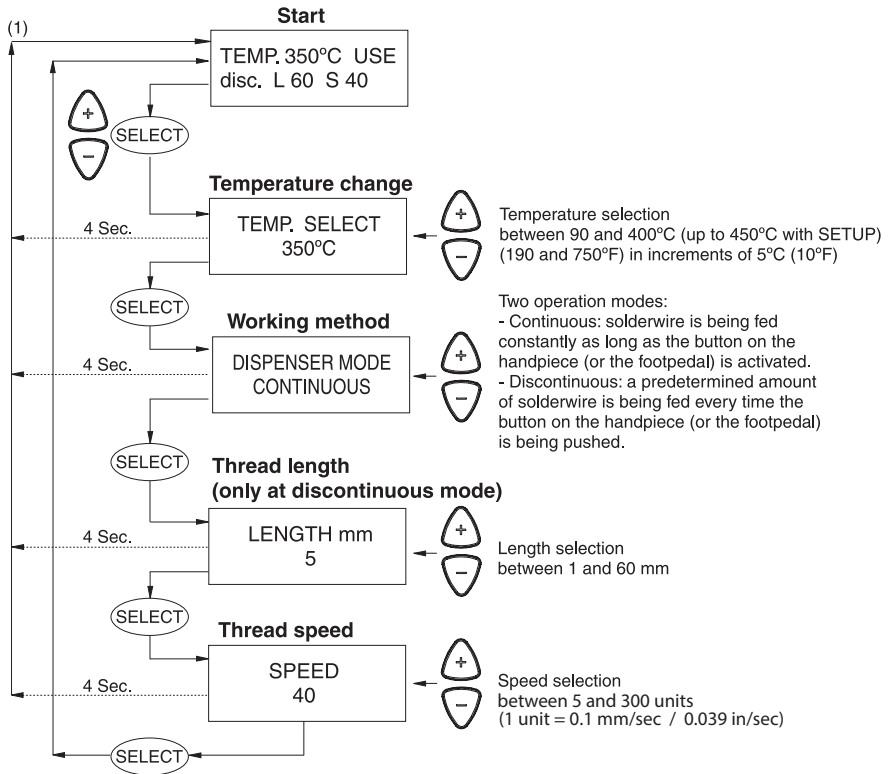 Start
(1)
TEMP. 350ºC USE
disc. L 60 S 40
+
SELECT
−
Temperature change
4 Sec.
TEMP. SELECT
350ºC
+
−
Temperature selection
between 90 and 400ºC (up to 450ºC with SETUP)
(190 and 750ºF) in increments of 5ºC (10ºF)
SELECT
Working method
4 Sec.
DISPENSER MODE
CONTINUOUS
+
−
Two operation modes:
- Continuous: solderwire is being fed
constantly as long as the button on the
handpiece (or the footpedal) is activated.
- Discontinuous: a predetermined amount
of solderwire is being fed every time the
button on the handpiece (or the footpedal)
is being pushed.
SELECT
Thread length
(only at discontinuous mode)
4 Sec.
LENGTH mm
5
+
−
Length selection
between 1 and 60 mm
SELECT
Thread speed
4 Sec.
SPEED
40
+
−
Speed selection
between 5 and 300 units
(1 unit = 0.1 mm/sec / 0.039 in/sec)
SELECT